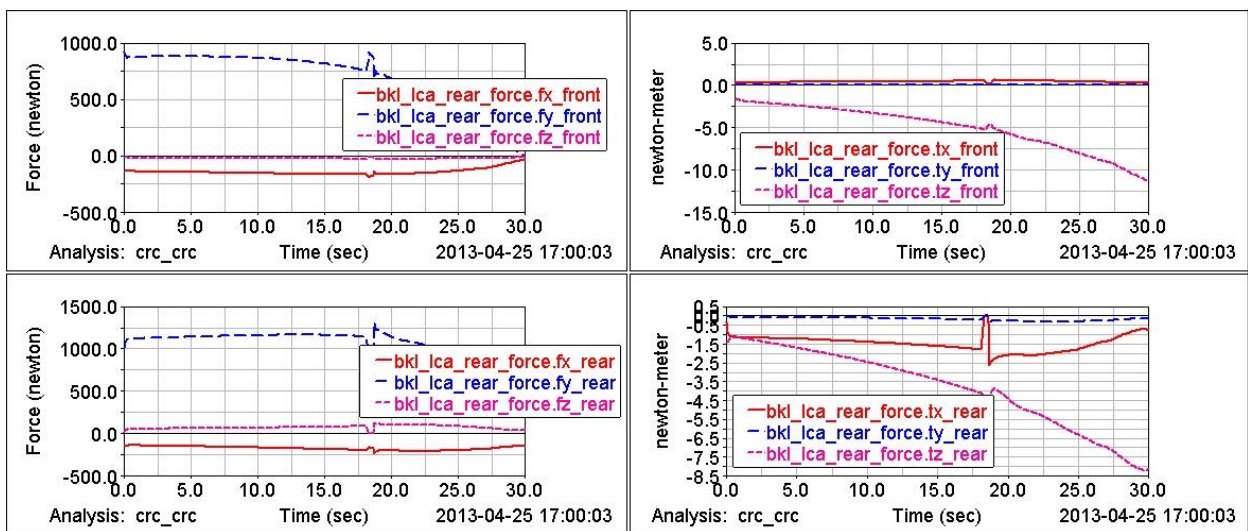 1000.0
500.0
0.0
-500.0
Force (newton)
bkl_lca_rear_force.fx_front
bkl_lca_rear_force.fy_front
bkl_lca_rear_force.fz_front
0.0 5.0 10.0 15.0 20.0 25.0 30.0
Analysis: crc_crc Time (sec) 2013-04-25 17:00:03
5.0
0.0
-5.0
-10.0
-15.0
newton-meter
bkl_lca_rear_force.tx_front
bkl_lca_rear_force.ty_front
bkl_lca_rear_force.tz_front
0.0 5.0 10.0 15.0 20.0 25.0 30.0
Analysis: crc_crc Time (sec) 2013-04-25 17:00:03
1500.0
1000.0
500.0
0.0
-500.0
Force (newton)
bkl_lca_rear_force.fx_rear
bkl_lca_rear_force.fy_rear
bkl_lca_rear_force.fz_rear
0.0 5.0 10.0 15.0 20.0 25.0 30.0
Analysis: crc_crc Time (sec) 2013-04-25 17:00:03
0.5
0.0
-0.5
-1.5
-2.5
-3.5
-4.5
-5.5
-6.5
-7.5
-8.5
newton-meter
bkl_lca_rear_force.tx_rear
bkl_lca_rear_force.ty_rear
bkl_lca_rear_force.tz_rear
0.0 5.0 10.0 15.0 20.0 25.0 30.0
Analysis: crc_crc Time (sec) 2013-04-25 17:00:03